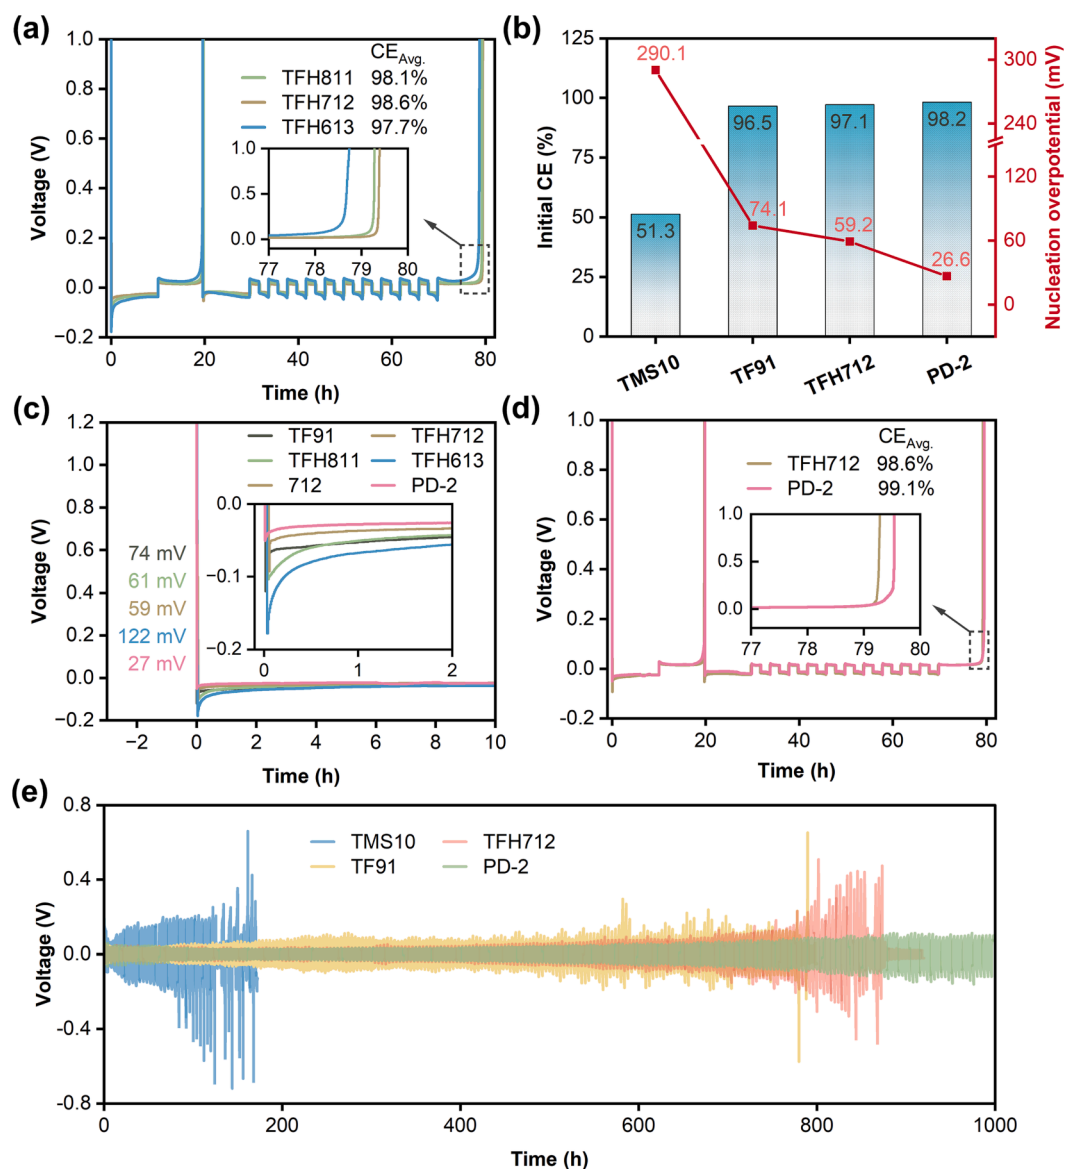 (a)
1.0
0.8
0.6
0.4
0.2
0.0
−0.2
Voltage (V)
CE_Avg.
TFH811 98.1%
TFH712 98.6%
TFH613 97.7%
1.0
0.5
0.0
77 78 79 80
0 20 40 60 80
Time (h)
(b)
125
100
75
50
25
0
Initial CE (%)
290.1
96.5
97.1
98.2
51.3
74.1
59.2
26.6
300
240
120
60
0
Nucleation overpotential (mV)
TMS10 TF91 TFH712 PD-2
(c)
1.2
1.0
0.8
0.6
0.4
0.2
0.0
−0.2
Voltage (V)
TF91 TFH712
TFH811 TFH613
712 PD-2
74 mV
61 mV
59 mV
122 mV
27 mV
0.0
−0.1
−0.2
0 1 2
−2 0 2 4 6 8 10
Time (h)
(d)
1.0
0.8
0.6
0.4
0.2
0.0
-0.2
Voltage (V)
CE_Avg.
TFH712 98.6%
PD-2 99.1%
1.0
0.5
0.0
77 78 79 80
0 20 40 60 80
Time (h)
(e)
0.8
0.4
0.0
-0.4
-0.8
Voltage (V)
TMS10 TFH712
TF91 PD-2
0 200 400 600 800 1000
Time (h)